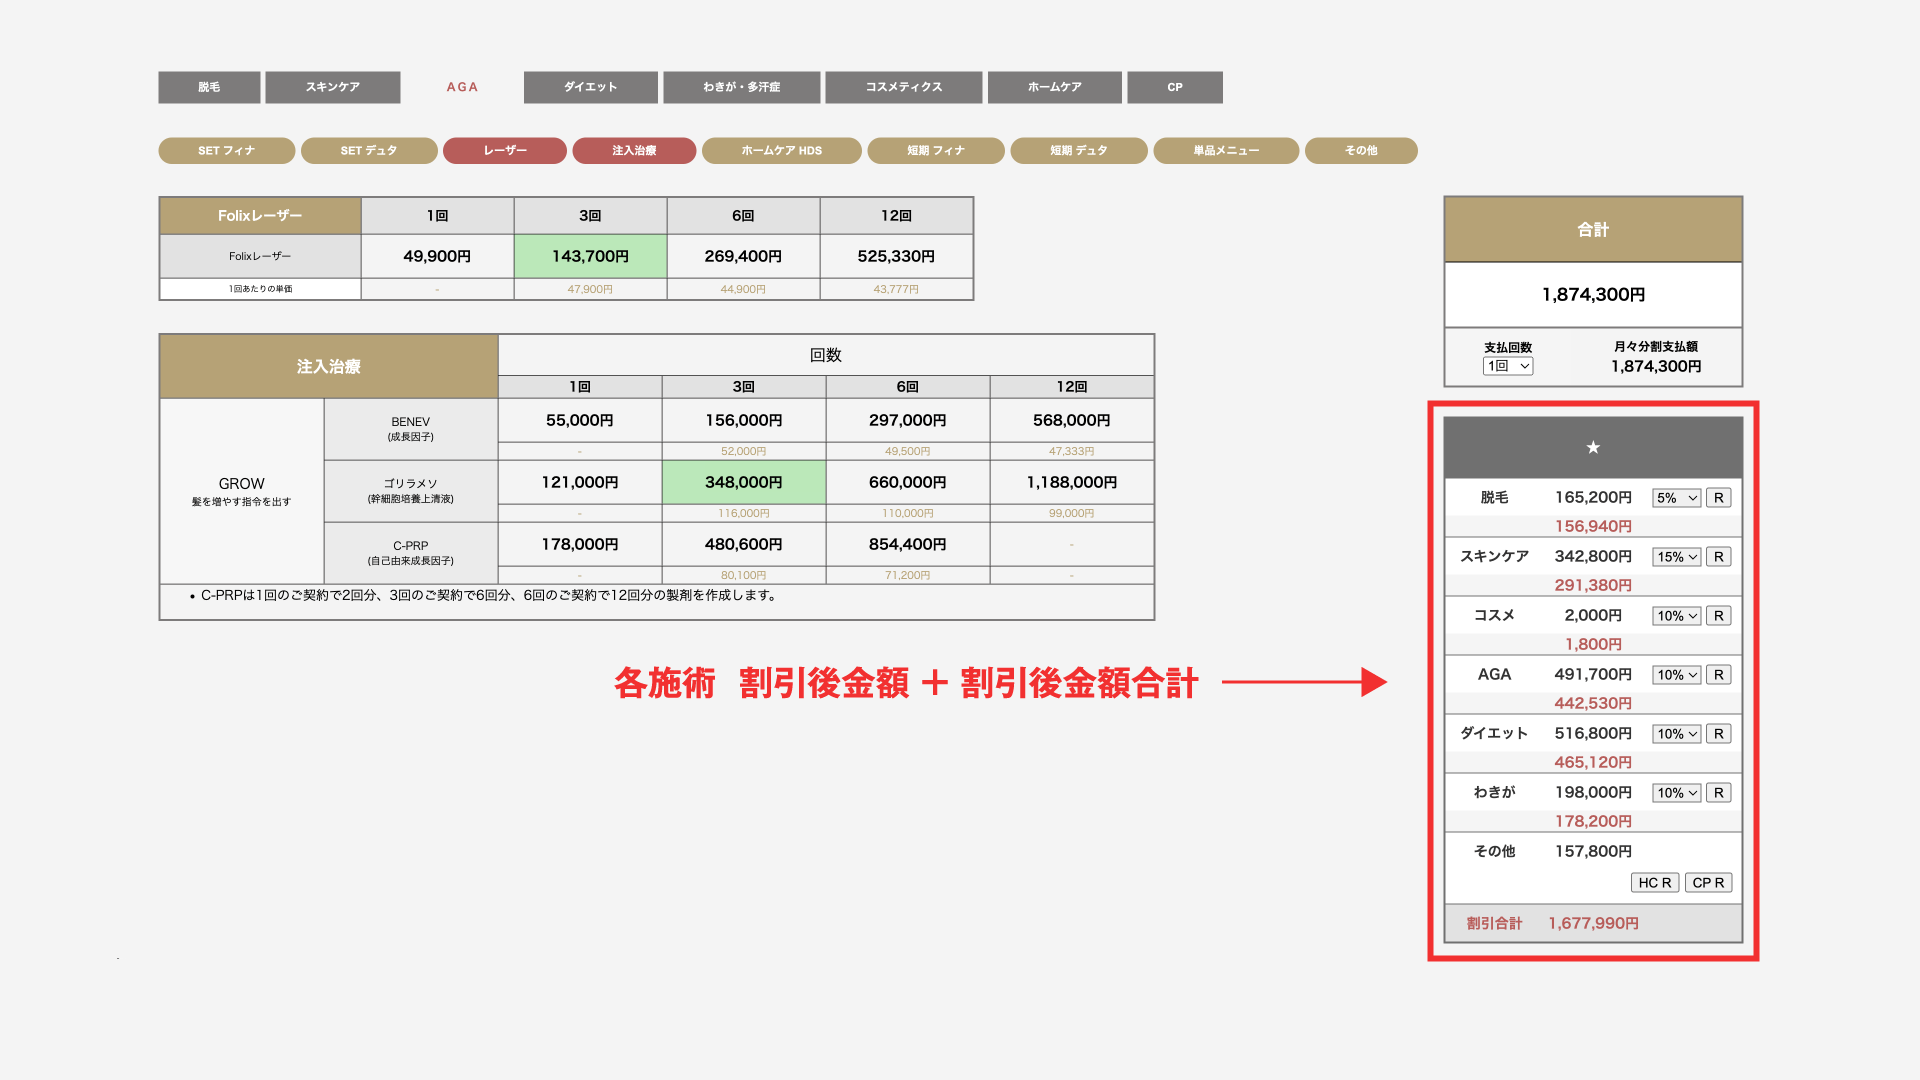 脱毛 スキンケア AGA ダイエット わきが・多汗症 コスメティクス ホームケア CP
SET フィナ SET デュタ レーザー 注入治療 ホームケア HDS 短期 フィナ 短期 デュタ 単品メニュー その他
Folixレーザー 1回 3回 6回 12回
Folixレーザー 49,900円 143,700円 269,400円 525,330円
1回あたりの単価 - 47,900円 44,900円 43,777円
注入治療 回数
1回 3回 6回 12回
GROW
髪を増やす指令を出す
BENEV
(成長因子)
55,000円 156,000円 297,000円 568,000円
- 52,000円 49,500円 47,333円
ゴリラメソ
(幹細胞培養上清液)
121,000円 348,000円 660,000円 1,188,000円
- 116,000円 110,000円 99,000円
C-PRP
(自己由来成長因子)
178,000円 480,600円 854,400円 -
- 80,100円 71,200円 -
• C-PRPは1回のご契約で2回分、3回のご契約で6回分、6回のご契約で12回分の製剤を作成します。
各施術 割引後金額 + 割引後金額合計
合計
1,874,300円
支払回数 月々分割支払額
1回 1,874,300円
★
脱毛 165,200円 5% R
156,940円
スキンケア 342,800円 15% R
291,380円
コスメ 2,000円 10% R
1,800円
AGA 491,700円 10% R
442,530円
ダイエット 516,800円 10% R
465,120円
わきが 198,000円 10% R
178,200円
その他 157,800円
HC R CP R
割引合計 1,677,990円